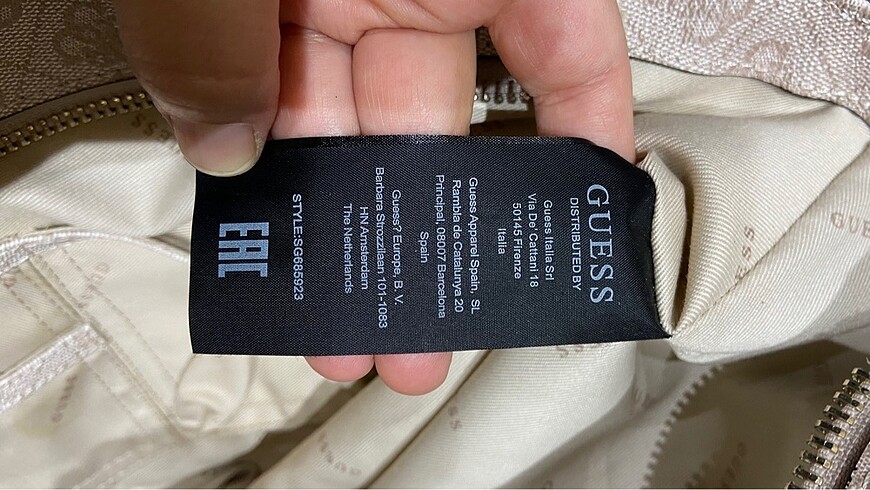 GUESS
DISTRIBUTED BY
Guess Italia Srl
Via De' Cattani 18
50145 Firenze
Italia
Guess Apparel Spain, SL
Rambla de Catalunya 20
Principal, 08007 Barcelona
Spain
Guess? Europe, B. V.
Barbara Strozzilaan 101-1083
HN Amsterdam
The Netherlands
STYLE:SG685923
EAC
GUESS
GUESS